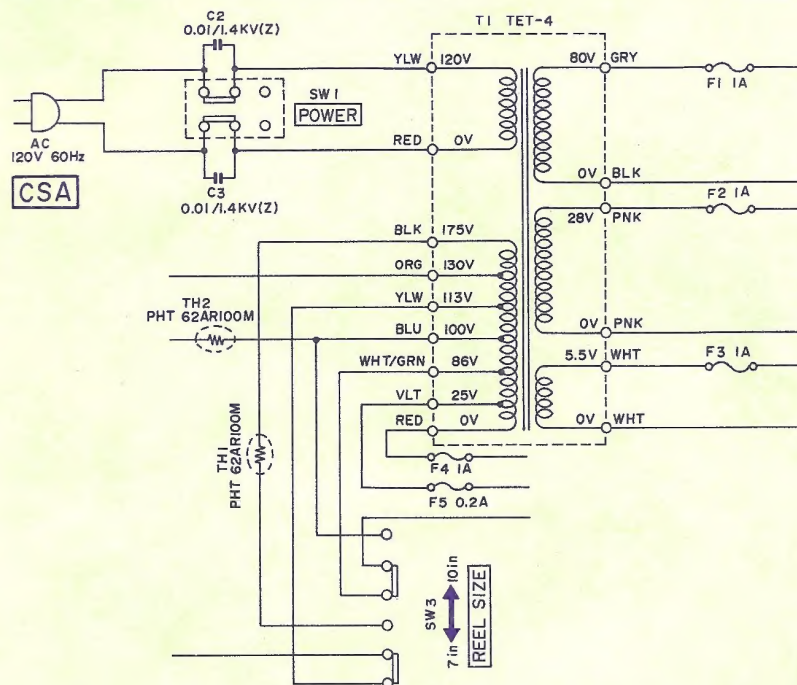 C2
0.01/1.4KV(Z)
SW1
POWER
AC
120V 60Hz
CSA
C3
0.01/1.4KV(Z)
T1 TET-4
YLW 120V
RED 0V
80V GRY
F1 1A
0V BLK
F2 1A
28V PNK
0V PNK
5.5V WHT
F3 1A
0V WHT
BLK 175V
ORG 130V
YLW 113V
BLU 100V
WHT/GRN 86V
VLT 25V
RED 0V
TH2
PHT 62AR100M
TH1
PHT 62AR100M
F4 1A
F5 0.2A
SW3
7in 10in
REEL SIZE